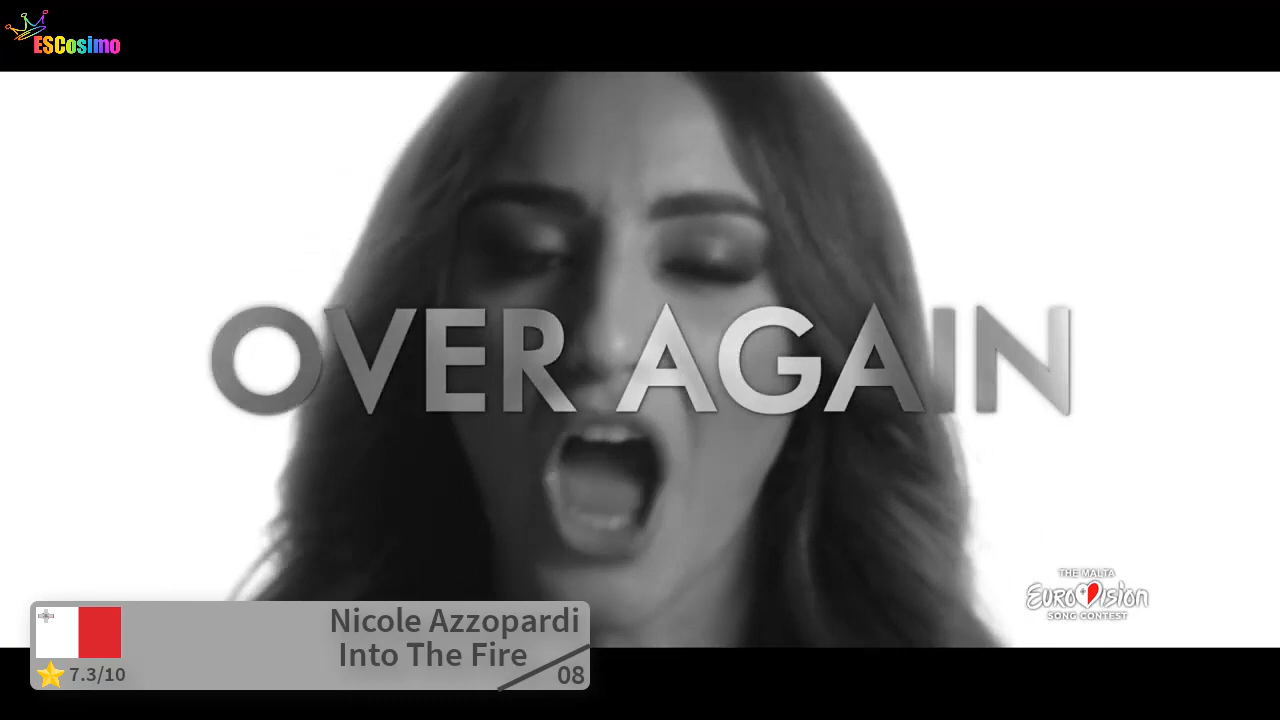 ESCosimo
OVER AGAIN
THE MALTA
EUROVISION
SONG CONTEST
Nicole Azzopardi
Into The Fire
7.3/10
08